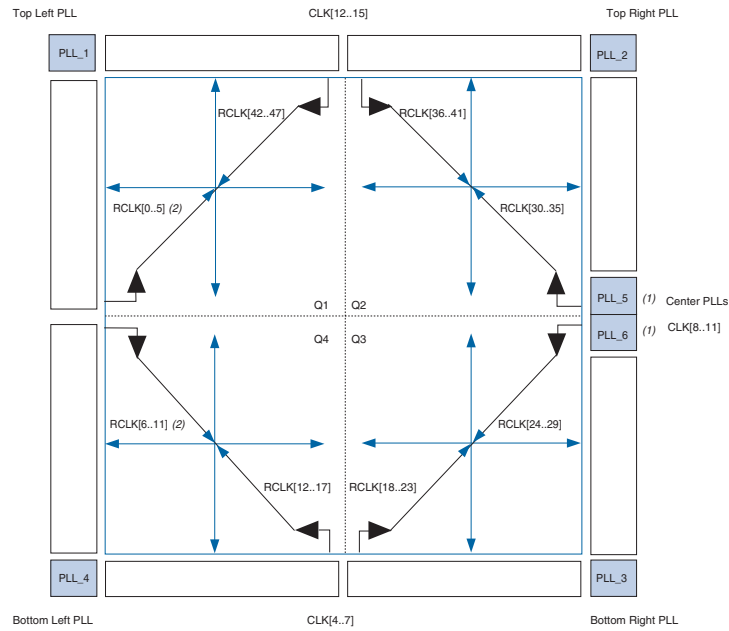 Top Left PLL
CLK[12..15]
Top Right PLL
PLL_1
PLL_2
RCLK[42..47]
RCLK[36..41]
RCLK[0..5] (2)
RCLK[30..35]
Q1
Q2
PLL_5
(1)
Center PLLs
Q4
Q3
PLL_6
(1)
CLK[8..11]
RCLK[6..11] (2)
RCLK[24..29]
RCLK[12..17]
RCLK[18..23]
PLL_4
PLL_3
Bottom Left PLL
CLK[4..7]
Bottom Right PLL